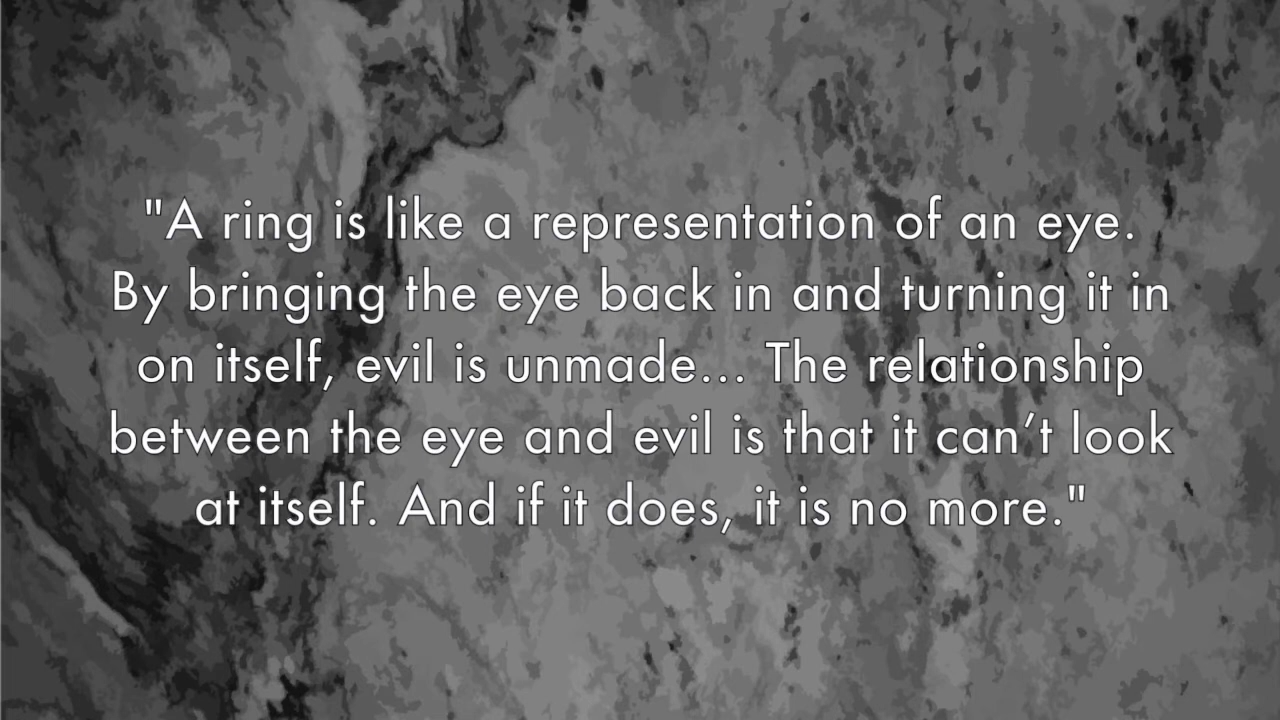 "A ring is like a representation of an eye.
By bringing the eye back in and turning it in
on itself, evil is unmade... The relationship
between the eye and evil is that it can’t look
at itself. And if it does, it is no more."